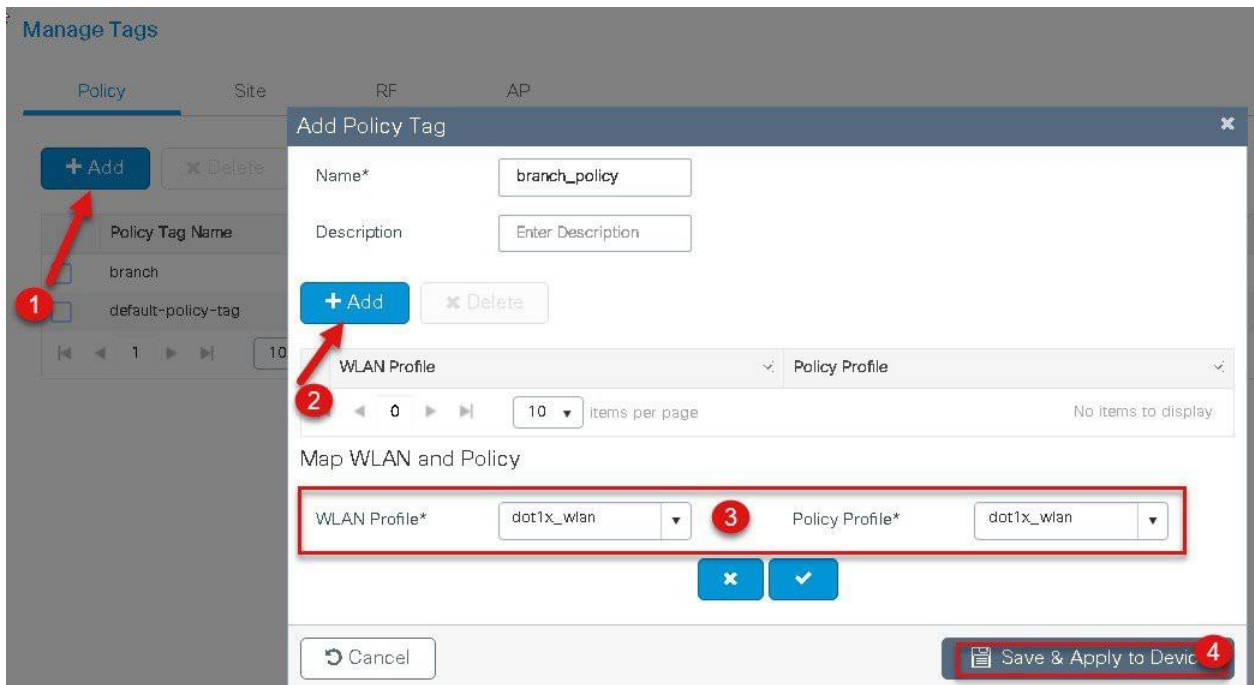 Manage Tags
Policy Site RF AP
Add Policy Tag
Add Delete
Name* branch_policy
Policy Tag Name
Description Enter Description
branch
1 default-policy-tag
Add Delete
1 10
WLAN Profile Policy Profile
2 0 10 items per page No items to display
Map WLAN and Policy
WLAN Profile* dot1x_wlan 3 Policy Profile* dot1x_wlan
Cancel Save & Apply to Devic 4